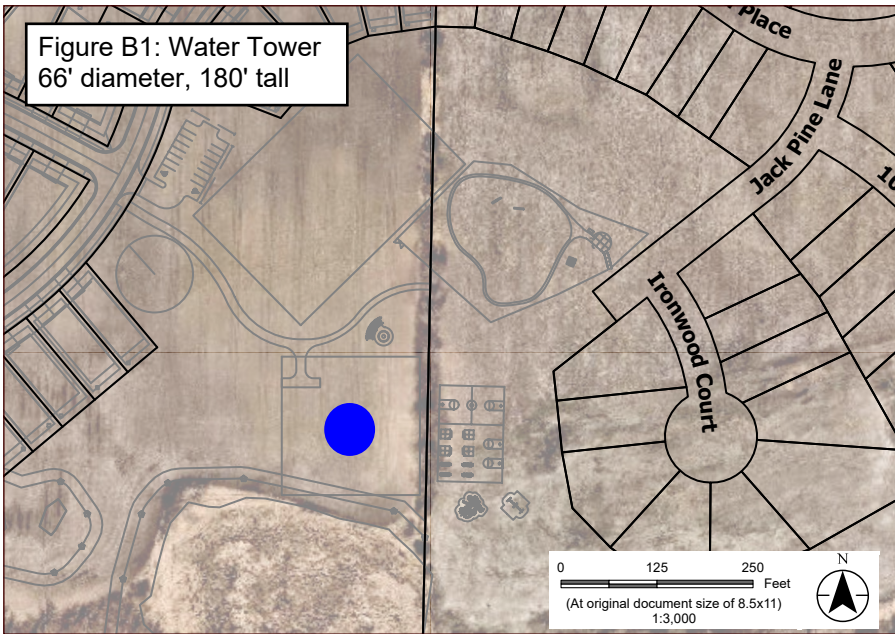 Figure B1: Water Tower
66' diameter, 180' tall
Place
Jack Pine Lane
Ironwood Court
N
0 125 250
Feet
(At original document size of 8.5x11)
1:3,000